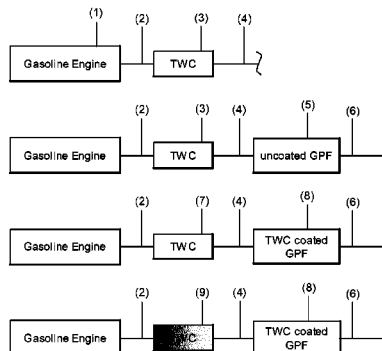 (1) (2) (3) (4)
Gasoline Engine TWC
(2) (3) (4) (5) (6)
Gasoline Engine TWC uncoated GPF
(2) (7) (4) (8) (6)
Gasoline Engine TWC TWC coated
GPF
(2) (9) (4) (8) (6)
Gasoline Engine TWC TWC coated
GPF